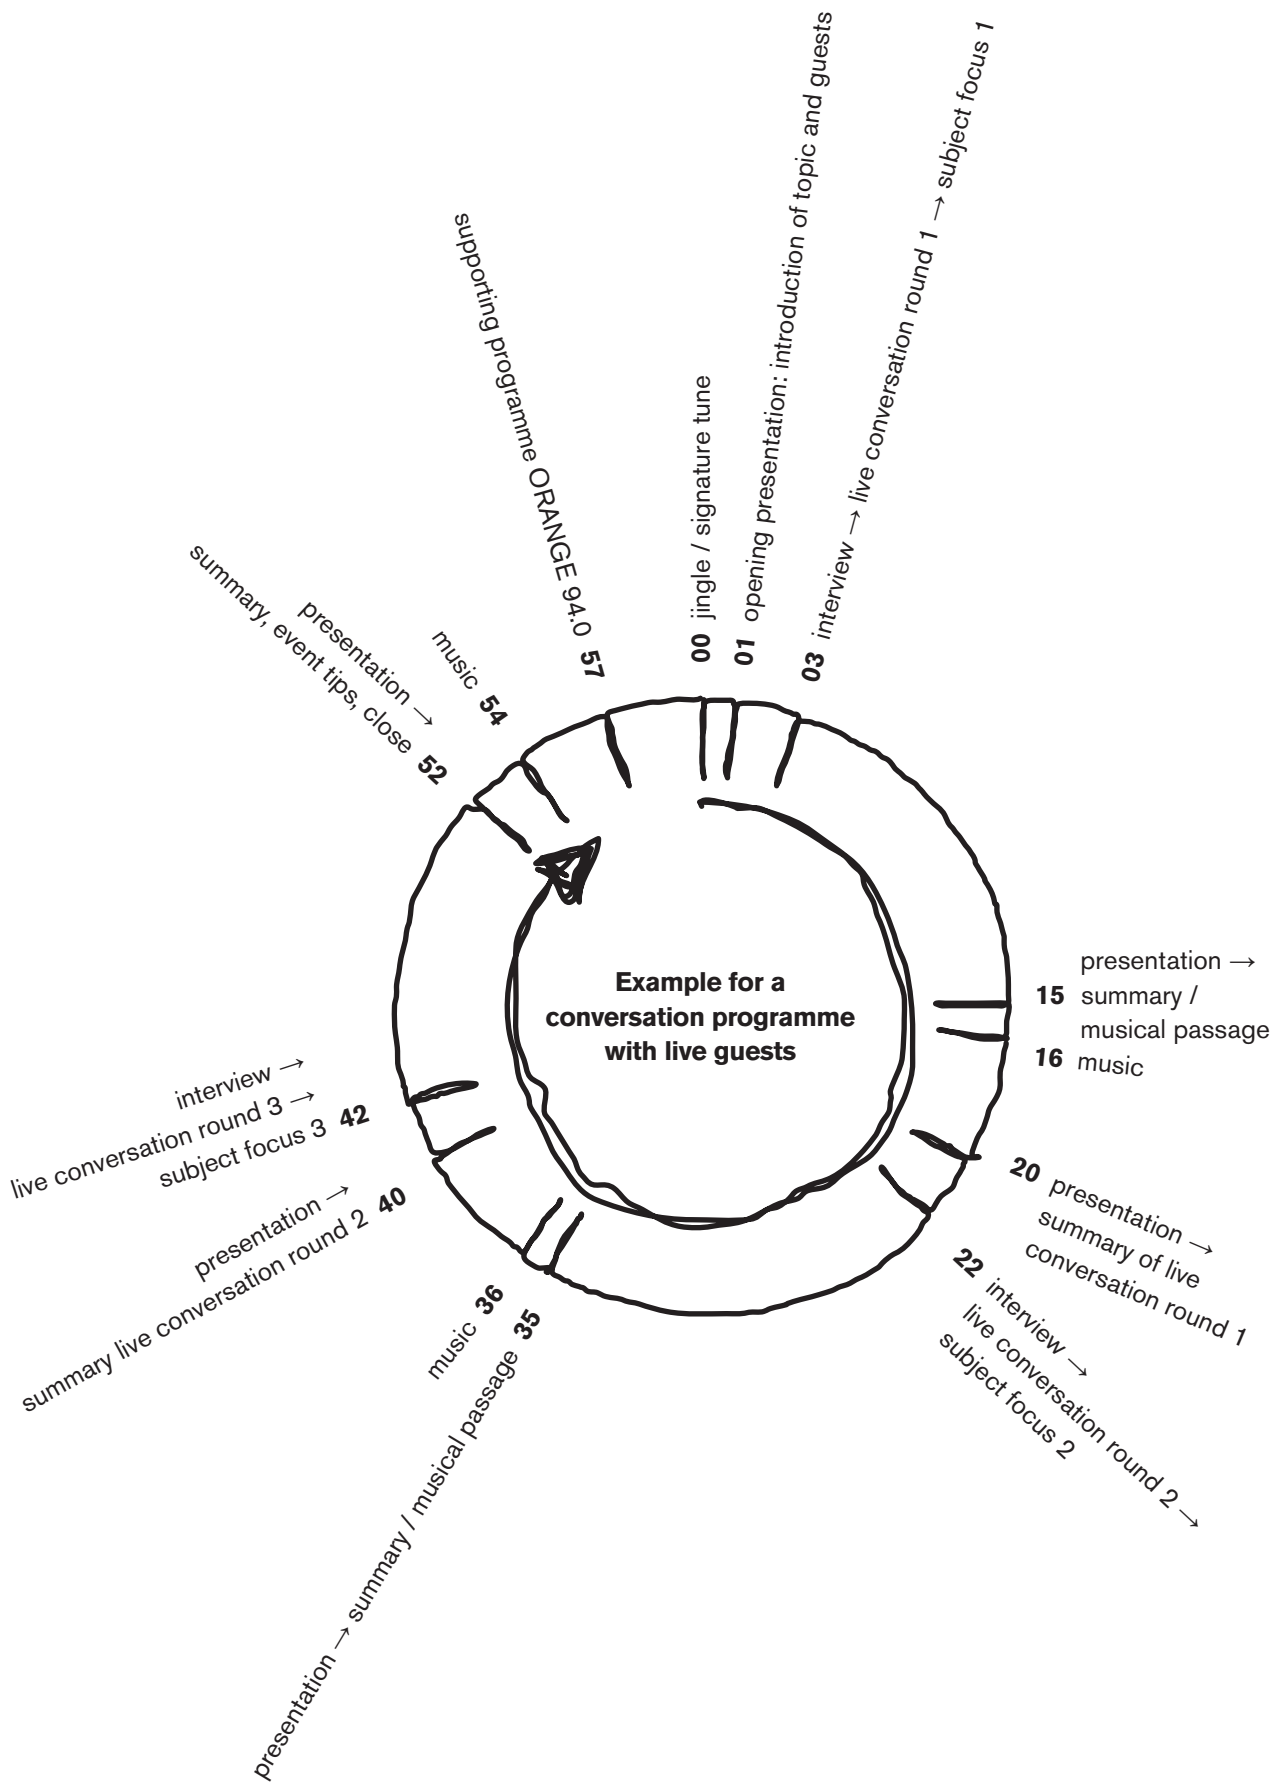 00 jingle / signature tune
01 opening presentation: introduction of topic and guests
03 interview → live conversation round 1 → subject focus 1
15 presentation →
summary /
musical passage
16 music
20 presentation →
summary of live
conversation round 1
22 interview →
live conversation round 2 →
subject focus 2
presentation → summary / musical passage 35
music 36
presentation →
summary live conversation round 2 40
interview →
live conversation round 3 →
subject focus 3 42
presentation →
summary, event tips, close 52
music 54
supporting programme ORANGE 94.0 57
Example for a
conversation programme
with live guests